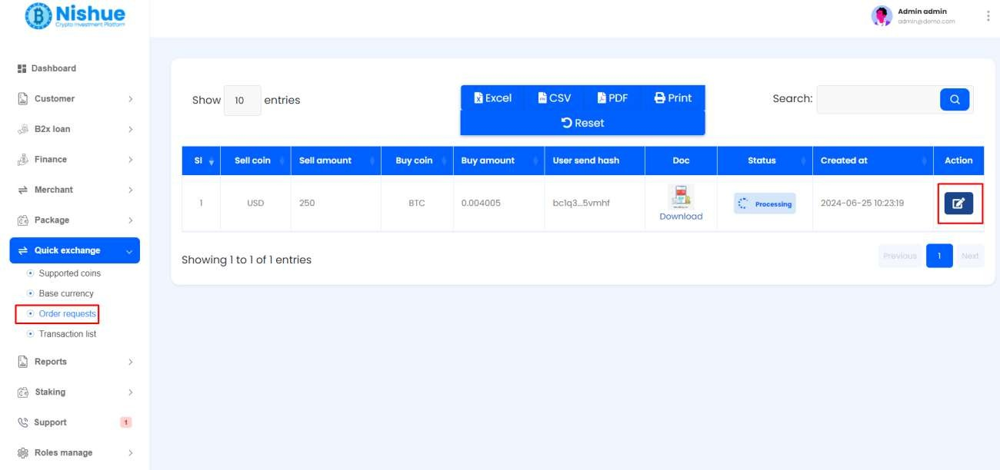 Nishue
Crypto Investment Platform
Admin admin
admin@demo.com
Dashboard
Customer
B2x loan
Finance
Merchant
Package
Quick exchange
Supported coins
Base currency
Order requests
Transaction list
Reports
Staking
Support 1
Roles manage
Show 10 entries
Excel CSV PDF Print
Reset
Search:
Sl Sell coin Sell amount Buy coin Buy amount User send hash Doc Status Created at Action
1 USD 250 BTC 0.004005 bc1q3...5vmhf Download Processing 2024-06-25 10:23:19
Showing 1 to 1 of 1 entries
Previous 1 Next